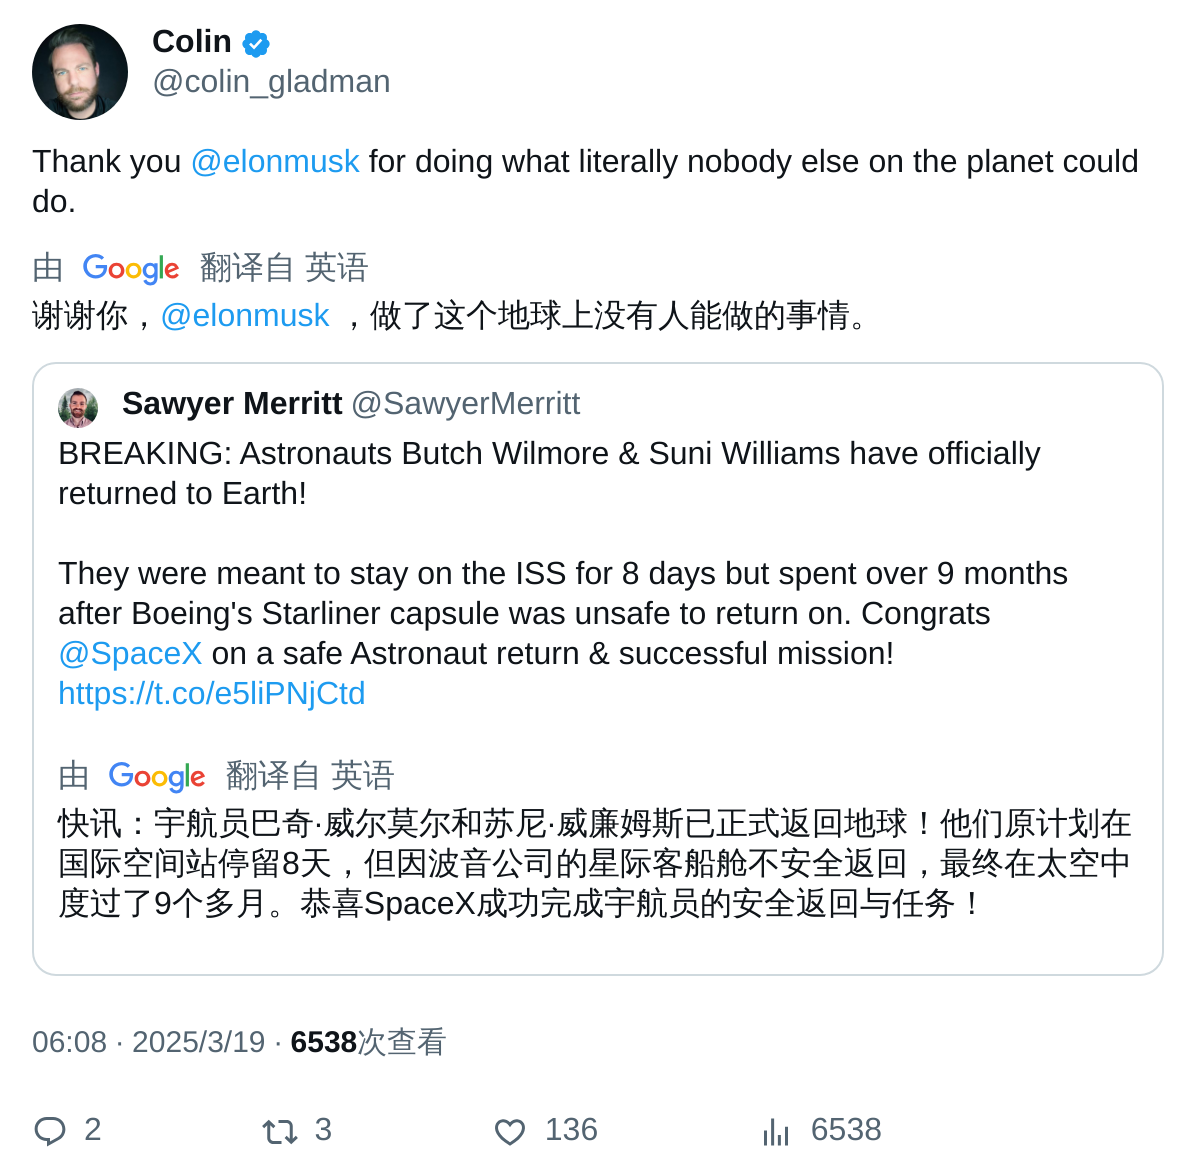 Colin
@colin_gladman
Thank you @elonmusk for doing what literally nobody else on the planet could
do.
由 Google 翻译自 英语
谢谢你，@elonmusk ，做了这个地球上没有人能做的事情。
Sawyer Merritt @SawyerMerritt
BREAKING: Astronauts Butch Wilmore & Suni Williams have officially
returned to Earth!
They were meant to stay on the ISS for 8 days but spent over 9 months
after Boeing's Starliner capsule was unsafe to return on. Congrats
@SpaceX on a safe Astronaut return & successful mission!
https://t.co/e5liPNjCtd
由 Google 翻译自 英语
快讯：宇航员巴奇·威尔莫尔和苏尼·威廉姆斯已正式返回地球！他们原计划在
国际空间站停留8天，但因波音公司的星际客船舱不安全返回，最终在太空中
度过了9个多月。恭喜SpaceX成功完成宇航员的安全返回与任务！
06:08 · 2025/3/19 · 6538次查看
2 3 136 6538